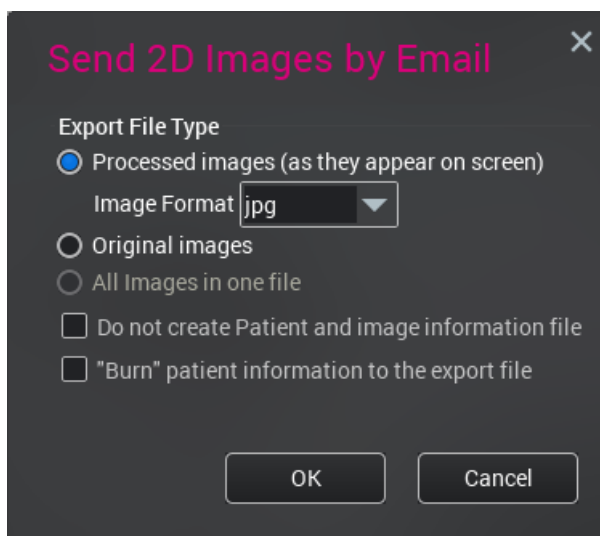 Send 2D Images by Email
Export File Type
Processed images (as they appear on screen)
Image Format jpg
Original images
All Images in one file
Do not create Patient and image information file
"Burn" patient information to the export file
OK Cancel